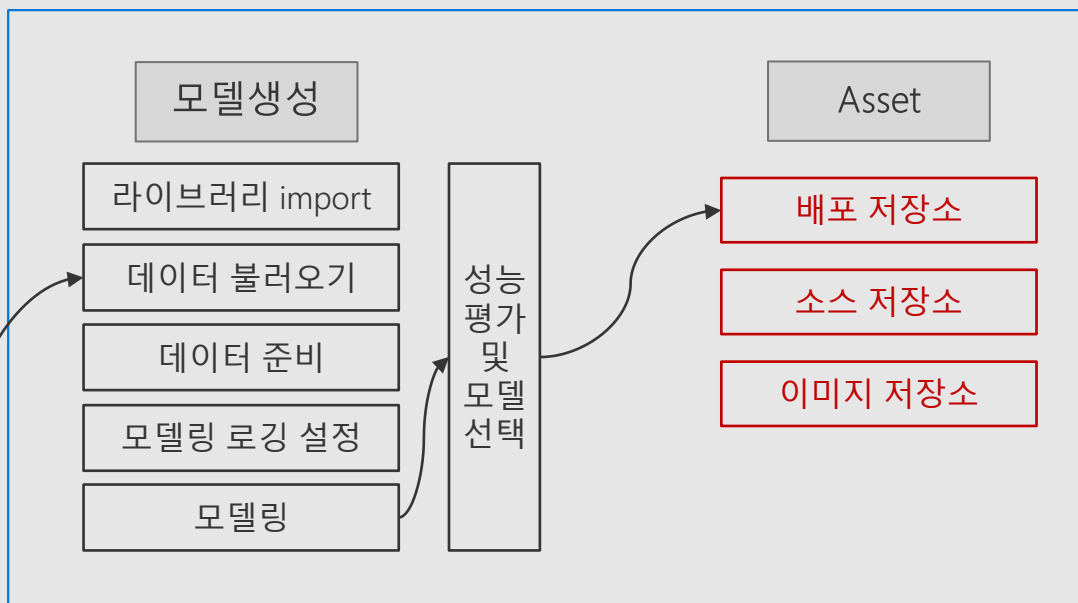 모델생성
라이브러리 import
데이터 불러오기
데이터 준비
모델링 로깅 설정
모델링
성능
평가
및
모델
선택
Asset
배포 저장소
소스 저장소
이미지 저장소